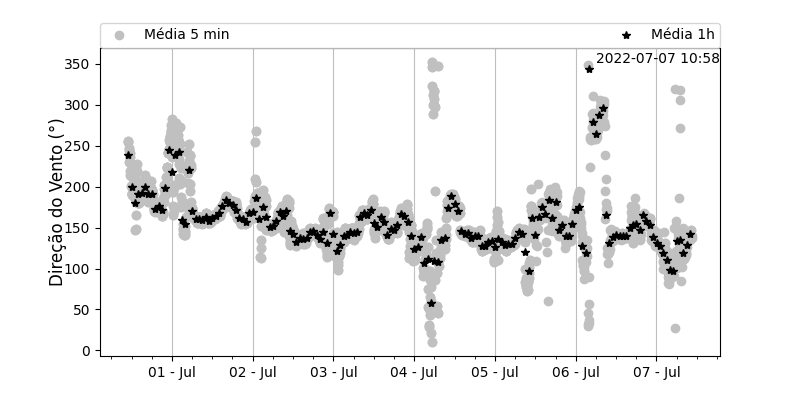 Média 5 min
Média 1h
2022-07-07 10:58
Direção do Vento (°)
350
300
250
200
150
100
50
0
01 - Jul
02 - Jul
03 - Jul
04 - Jul
05 - Jul
06 - Jul
07 - Jul